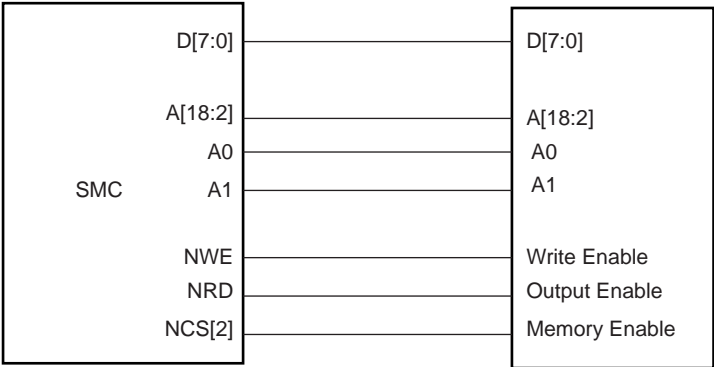 D[7:0] D[7:0]
A[18:2] A[18:2]
A0 A0
SMC A1 A1
NWE Write Enable
NRD Output Enable
NCS[2] Memory Enable